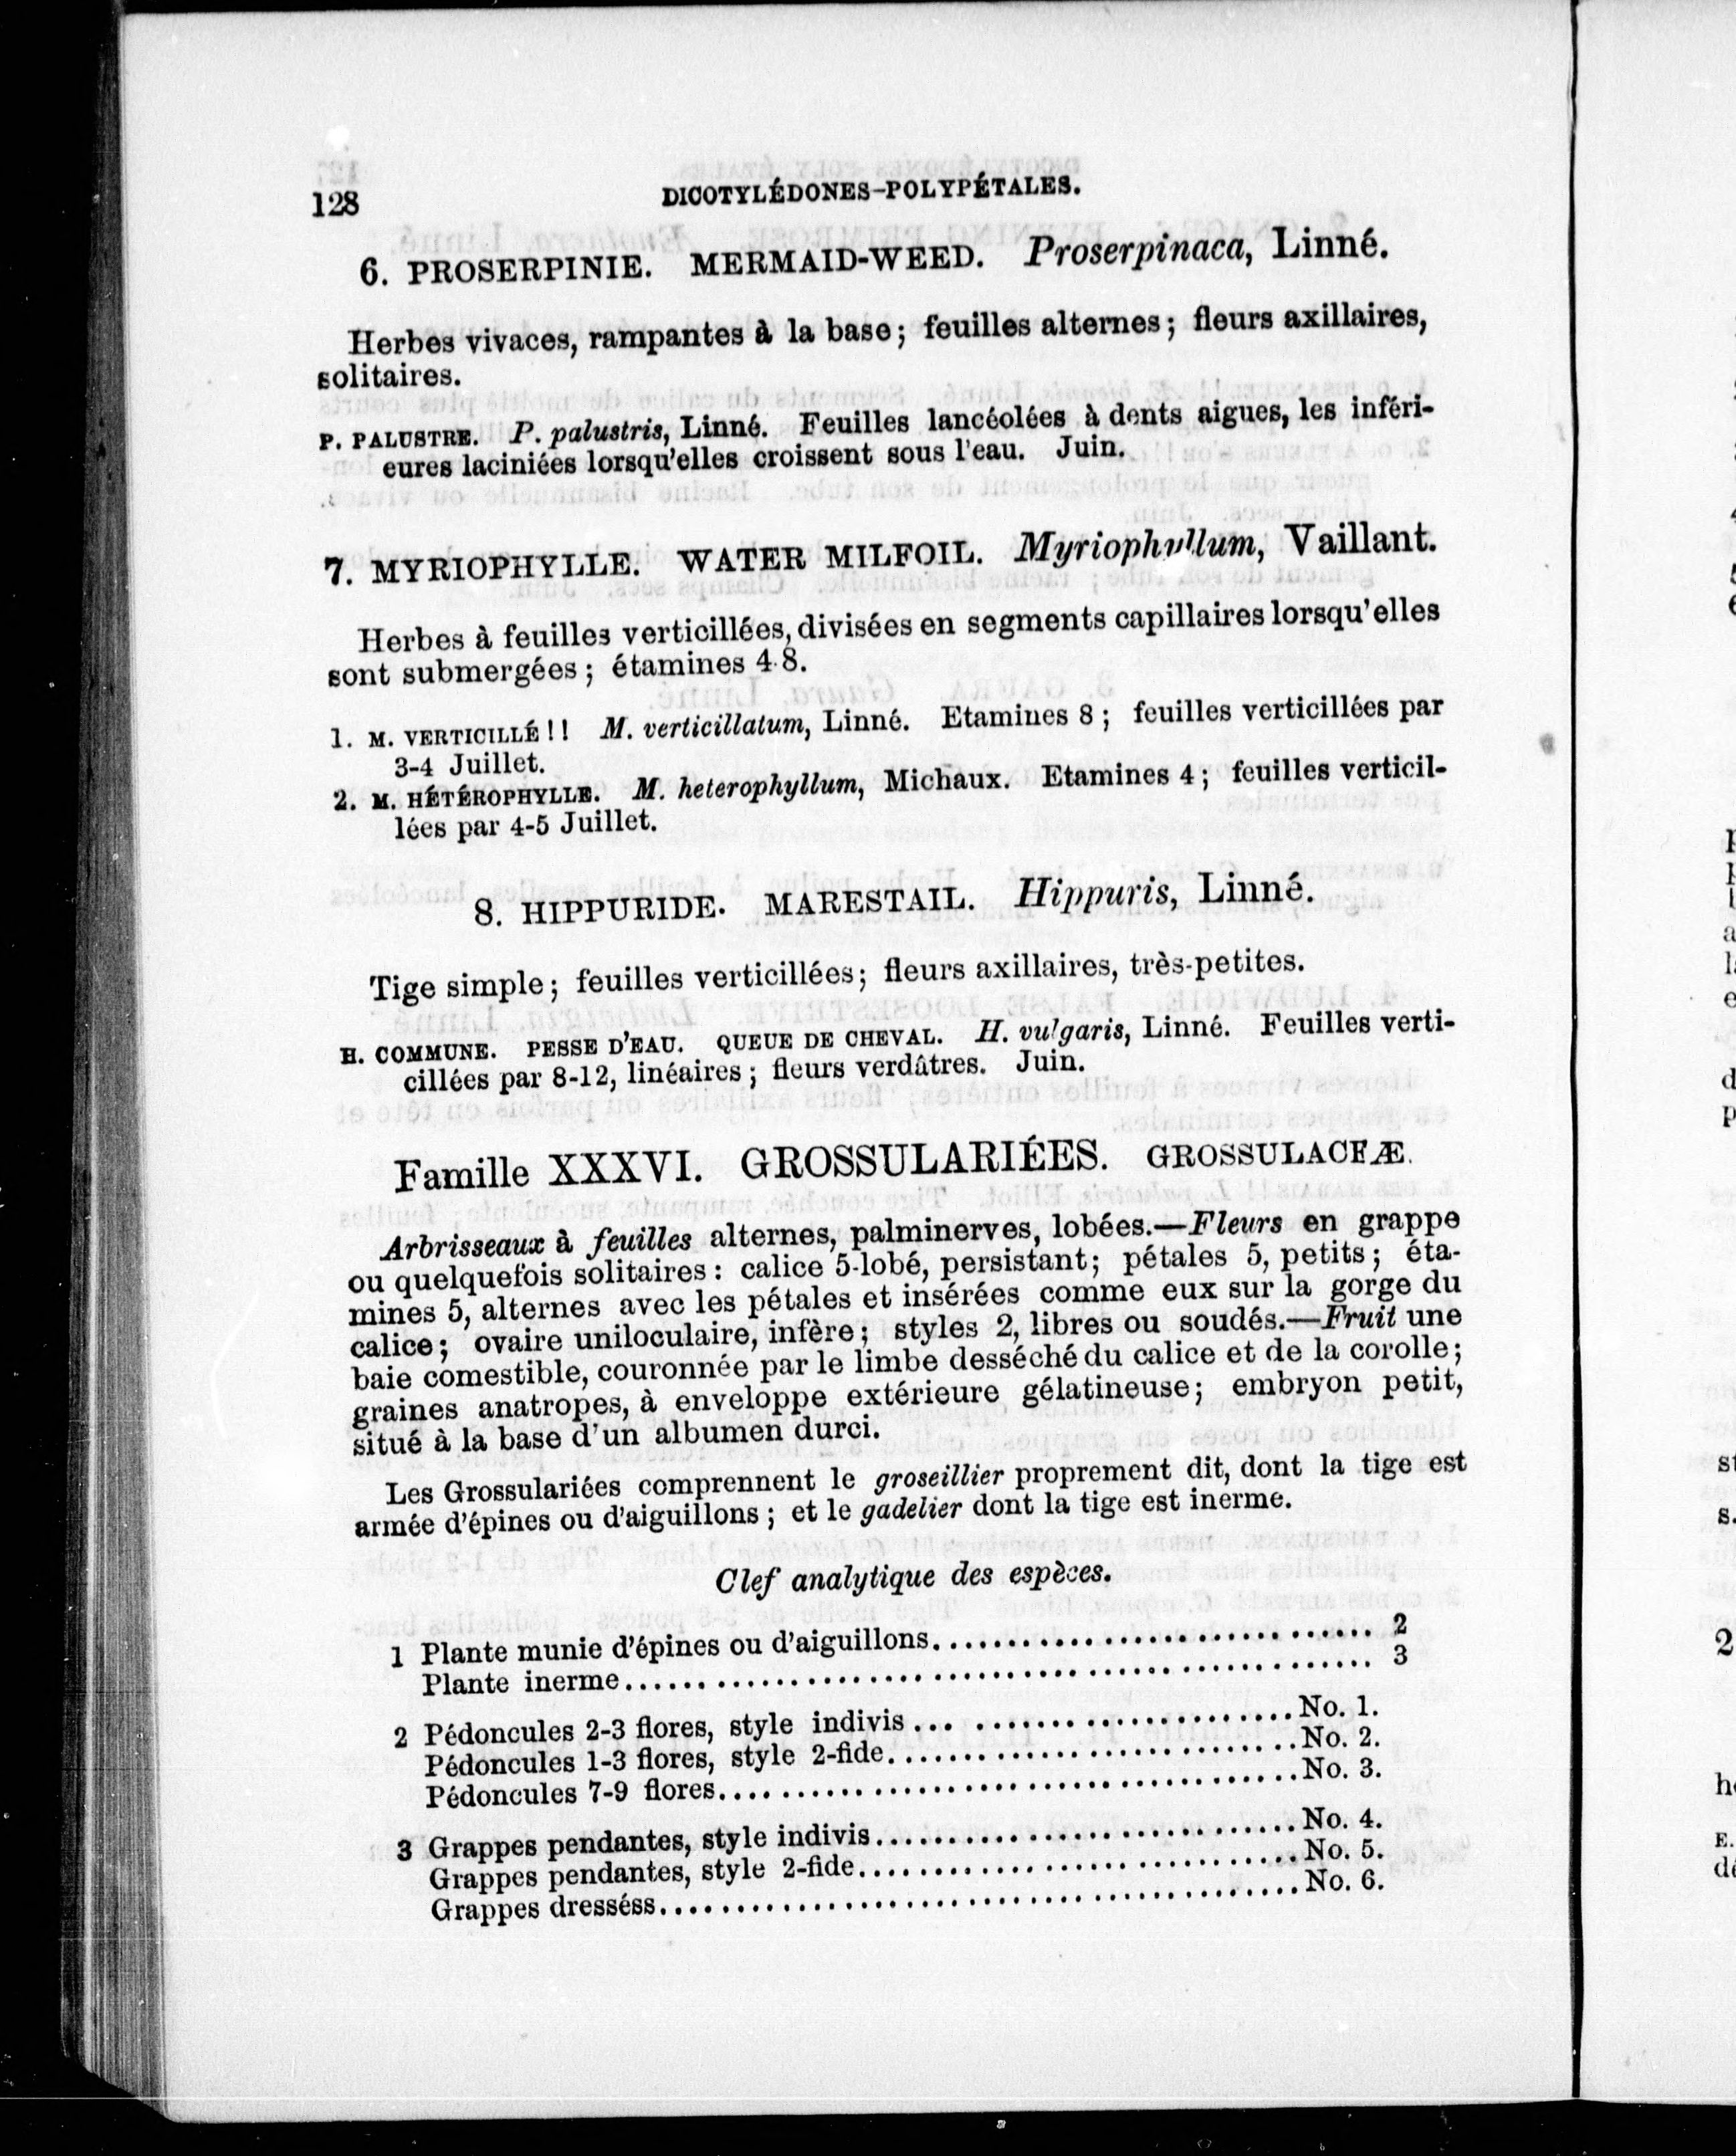 128 DICOTYLÉDONES-POLYPÉTALES.
6. PROSERPINIE. MERMAID-WEED. Proserpinaca, Linné.
Herbes vivaces, rampantes à la base; feuilles alternes; fleurs axillaires,
solitaires.
P. PALUSTRE. P. palustris, Linné. Feuilles lancéolées à dents aigues, les inféri-
eures laciniées lorsqu'elles croissent sous l'eau. Juin.
7. MYRIOPHYLLE. WATER MILFOIL. Myriophyllum, Vaillant.
Herbes à feuilles verticillées, divisées en segments capillaires lorsqu'elles
sont submergées; étamines 4-8.
1. M. VERTICILLÉ!! M. verticillatum, Linné. Etamines 8; feuilles verticillées par
3-4 Juillet.
2. M. HÉTÉROPHYLLE. M. heterophyllum, Michaux. Etamines 4; feuilles verticil-
lées par 4-5 Juillet.
8. HIPPURIDE. MARESTAIL. Hippuris, Linné.
Tige simple; feuilles verticillées; fleurs axillaires, très-petites.
H. COMMUNE. PESSE D'EAU. QUEUE DE CHEVAL. H. vulgaris, Linné. Feuilles verti-
cillées par 8-12, linéaires; fleurs verdâtres. Juin.
Famille XXXVI. GROSSULARIÉES. GROSSULACEÆ.
Arbrisseaux à feuilles alternes, palminerves, lobées.—Fleurs en grappe
ou quelquefois solitaires: calice 5-lobé, persistant; pétales 5, petits; éta-
mines 5, alternes avec les pétales et insérées comme eux sur la gorge du
calice; ovaire uniloculaire, infère; styles 2, libres ou soudés.—Fruit une
baie comestible, couronnée par le limbe desséché du calice et de la corolle;
graines anatropes, à enveloppe extérieure gélatineuse; embryon petit,
situé à la base d'un albumen durci.
Les Grossulariées comprennent le groseillier proprement dit, dont la tige est
armée d'épines ou d'aiguillons; et le gadelier dont la tige est inerme.
Clef analytique des espèces.
1 Plante munie d'épines ou d'aiguillons.............................. 2
Plante inerme.............................. 3
2 Pédoncules 2-3 flores, style indivis..............................No. 1.
Pédoncules 1-3 flores, style 2-fide..............................No. 2.
Pédoncules 7-9 flores..............................No. 3.
3 Grappes pendantes, style indivis..............................No. 4.
Grappes pendantes, style 2-fide..............................No. 5.
Grappes dresséss..............................No. 6.